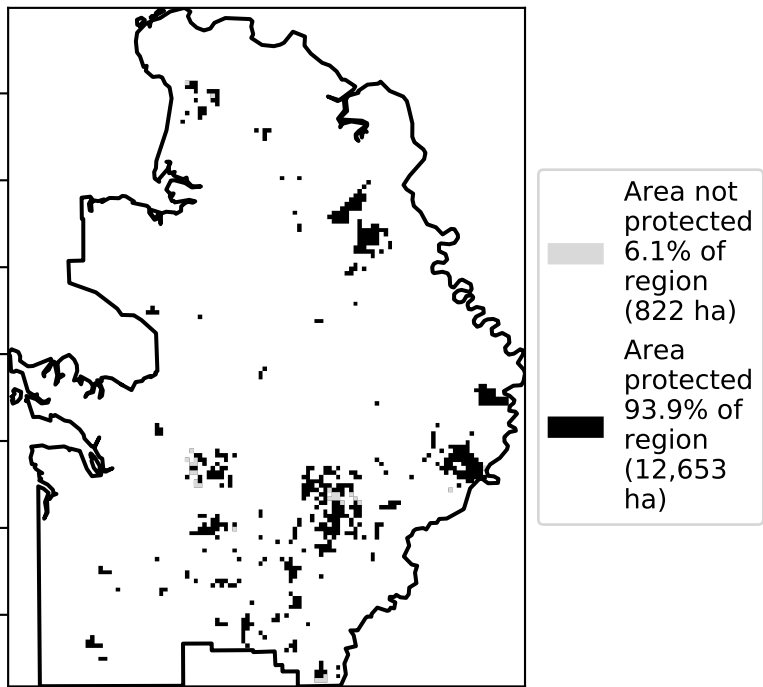 Area not
protected
6.1% of
region
(822 ha)
Area
protected
93.9% of
region
(12,653
ha)